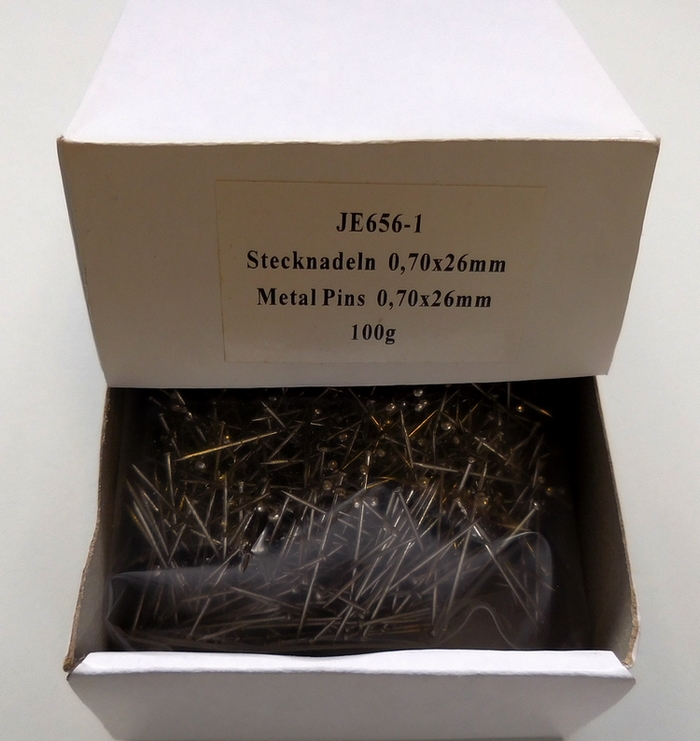 JE656-1
Stecknadeln 0,70x26mm
Metal Pins 0,70x26mm
100g